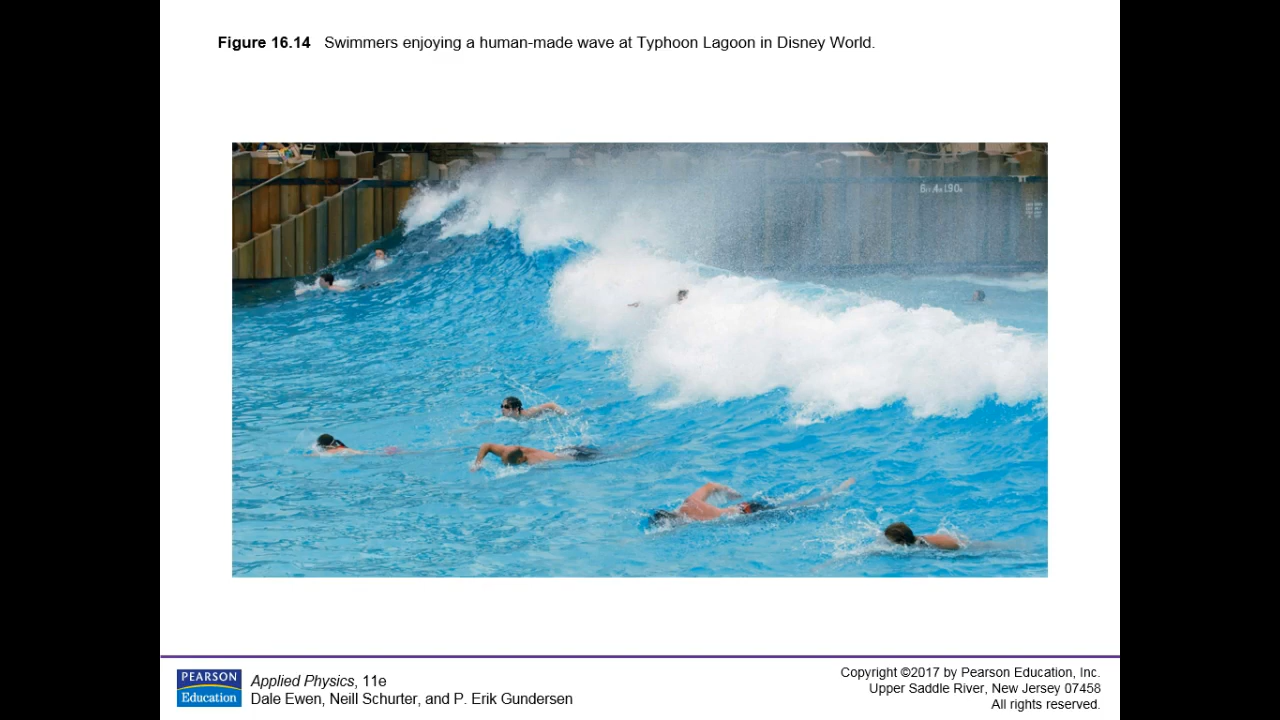 Figure 16.14 Swimmers enjoying a human-made wave at Typhoon Lagoon in Disney World.
PEARSON
Education
Applied Physics, 11e
Dale Ewen, Neill Schurter, and P. Erik Gundersen
Copyright ©2017 by Pearson Education, Inc.
Upper Saddle River, New Jersey 07458
All rights reserved.